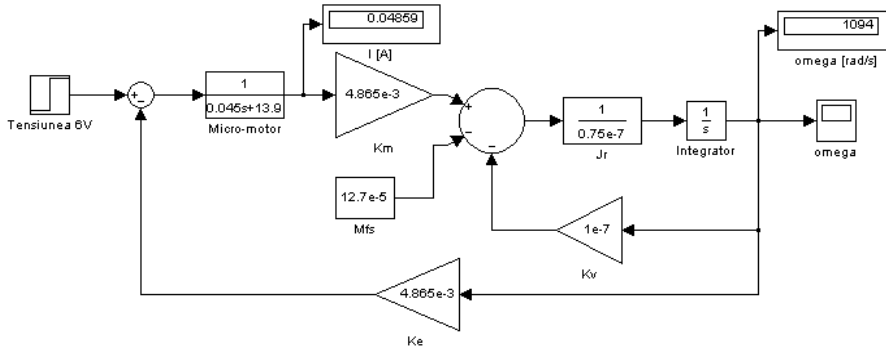 0.04859
I [A]
1094
omega [rad/s]
Tensiunea 6V
+
−
1
0.045s+13.9
Micro-motor
4.865e-3
Km
+
−
−
1
0.75e-7
Jr
1
s
Integrator
omega
12.7e-5
Mfs
1e-7
Kv
4.865e-3
Ke